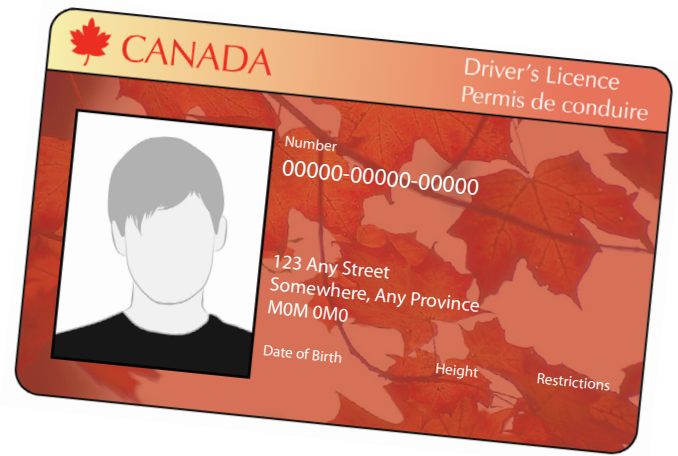 CANADA
Driver's Licence
Permis de conduire
Number
00000-00000-00000
123 Any Street
Somewhere, Any Province
M0M 0M0
Date of Birth Height Restrictions